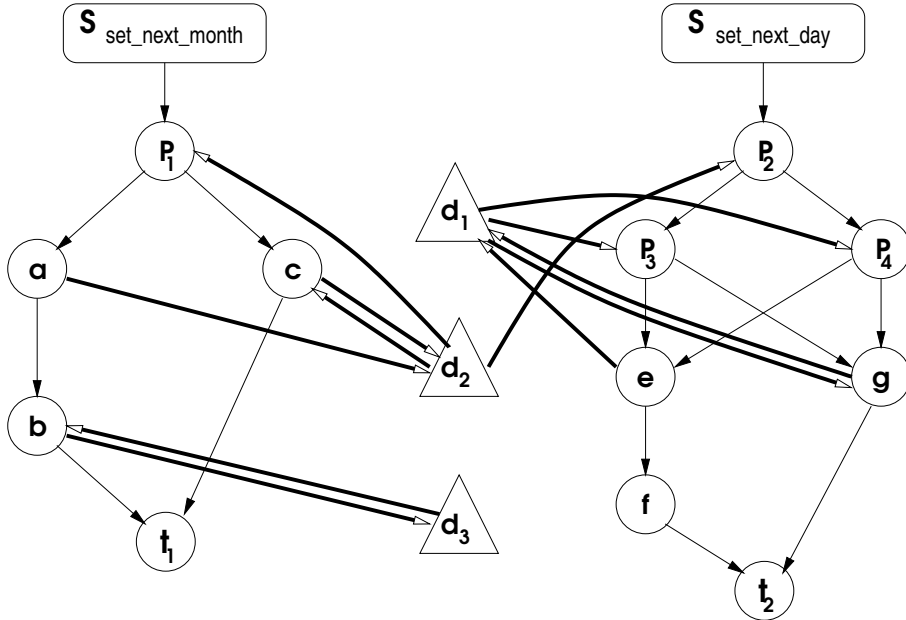 S set_next_month
S set_next_day
P1
P2
d1
P3
P4
a
c
d2
e
g
b
f
d3
t1
t2